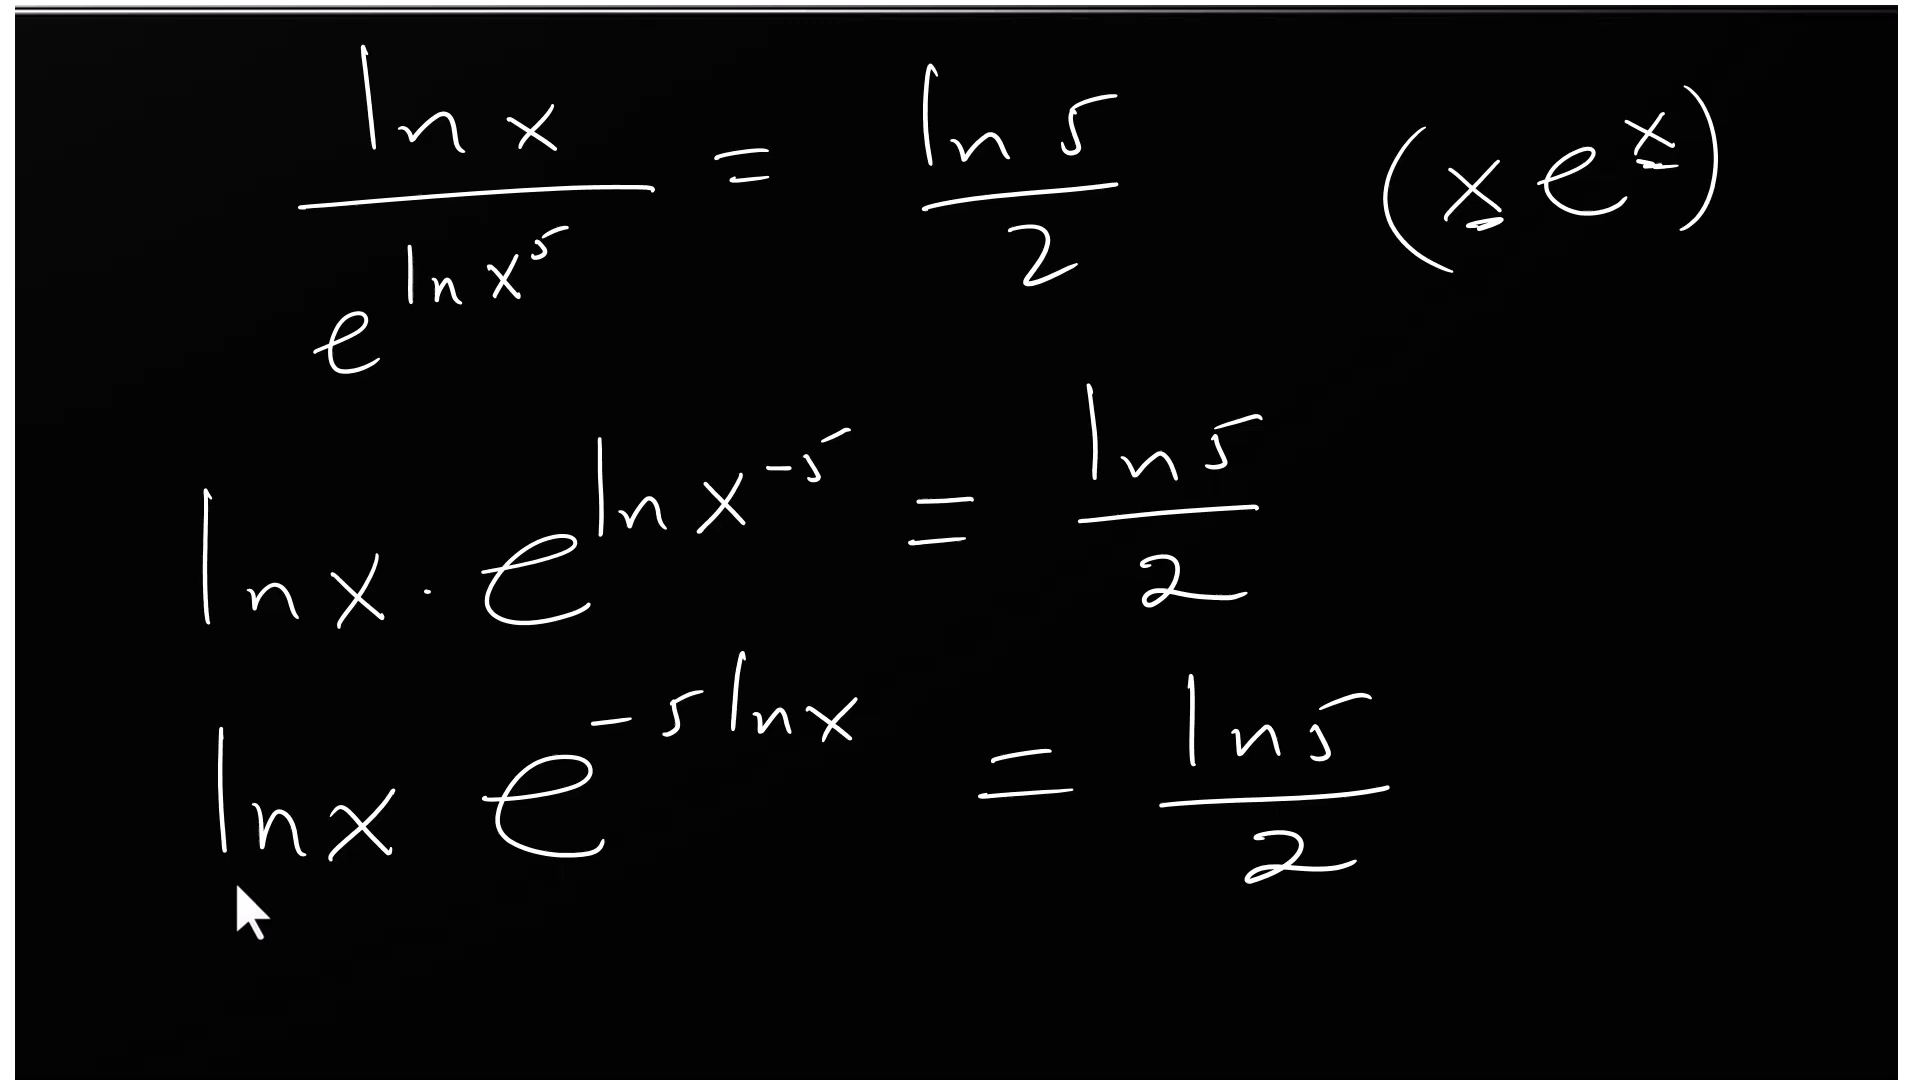 ln x / e^(ln x^5) = ln 5 / 2 (x e^x)
ln x · e^(ln x^-5) = ln 5 / 2
ln x e^(-5 ln x) = ln 5 / 2